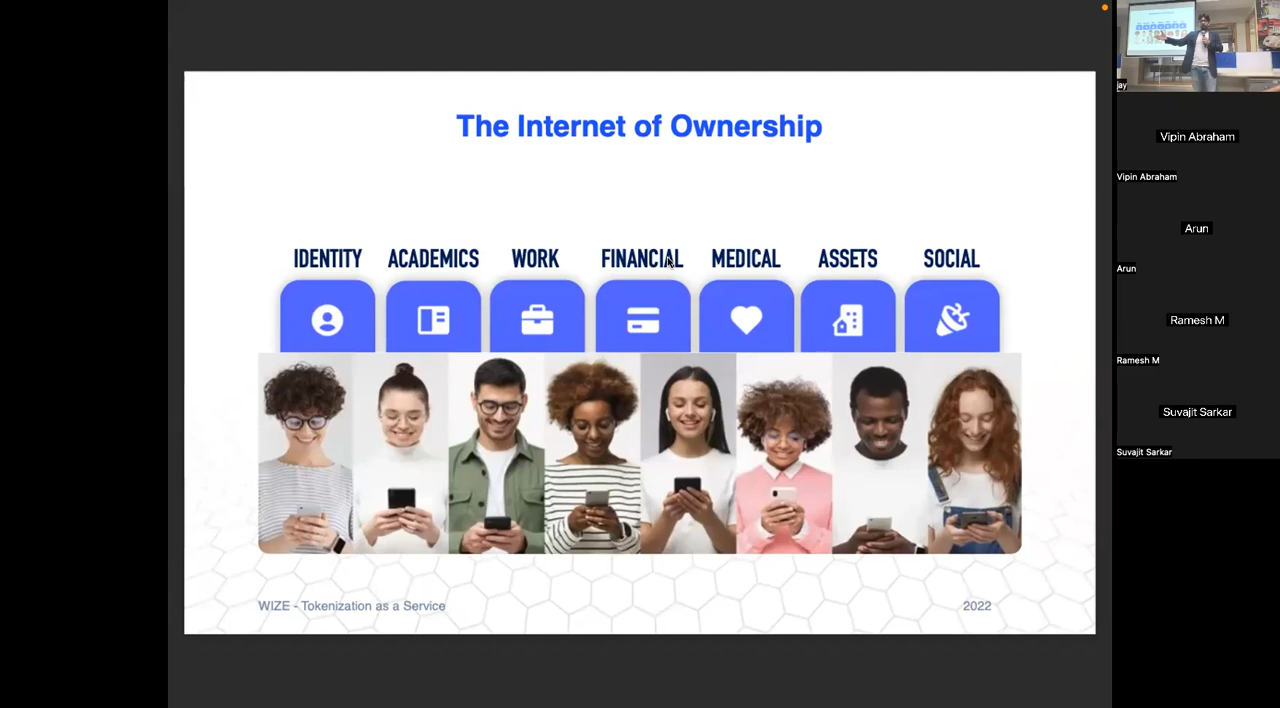 The Internet of Ownership
IDENTITY ACADEMICS WORK FINANCIAL MEDICAL ASSETS SOCIAL
WIZE - Tokenization as a Service
2022
jay
Vipin Abraham
Vipin Abraham
Arun
Arun
Ramesh M
Ramesh M
Suvajit Sarkar
Suvajit Sarkar